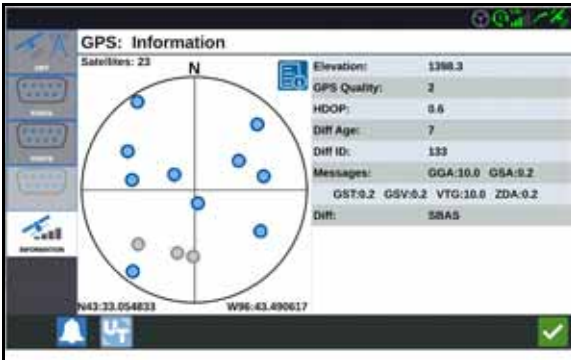 GPS: Information
Satellites: 23
N
Elevation: 1398.3
GPS Quality: 2
HDOP: 0.6
Diff Age: 7
Diff ID: 133
Messages: GGA:10.0 GSA:0.2
GST:0.2 GSV:0.2 VTG:10.0 ZDA:0.2
Diff: SBAS
INFORMATION
N43:33.054833 W96:43.490617
UT